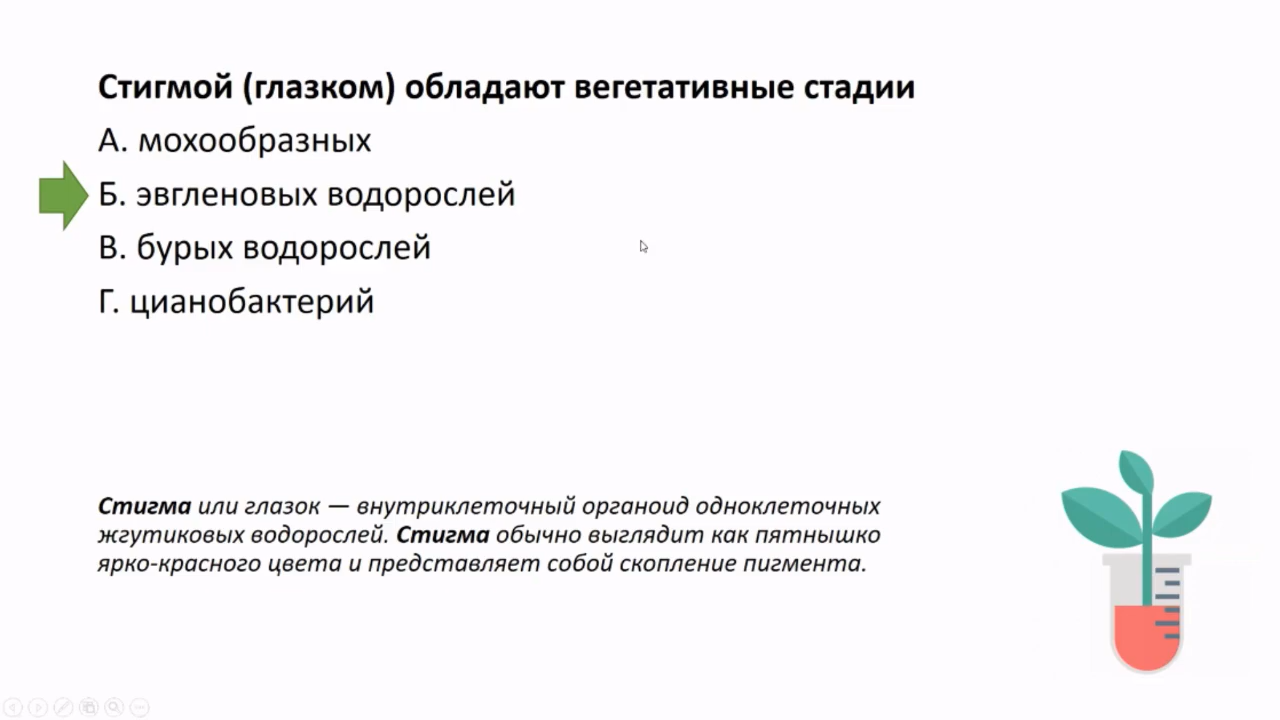 Стигмой (глазком) обладают вегетативные стадии
А. мохообразных
Б. эвгленовых водорослей
В. бурых водорослей
Г. цианобактерий
Стигма или глазок — внутриклеточный органоид одноклеточных
жгутиковых водорослей. Стигма обычно выглядит как пятнышко
ярко-красного цвета и представляет собой скопление пигмента.